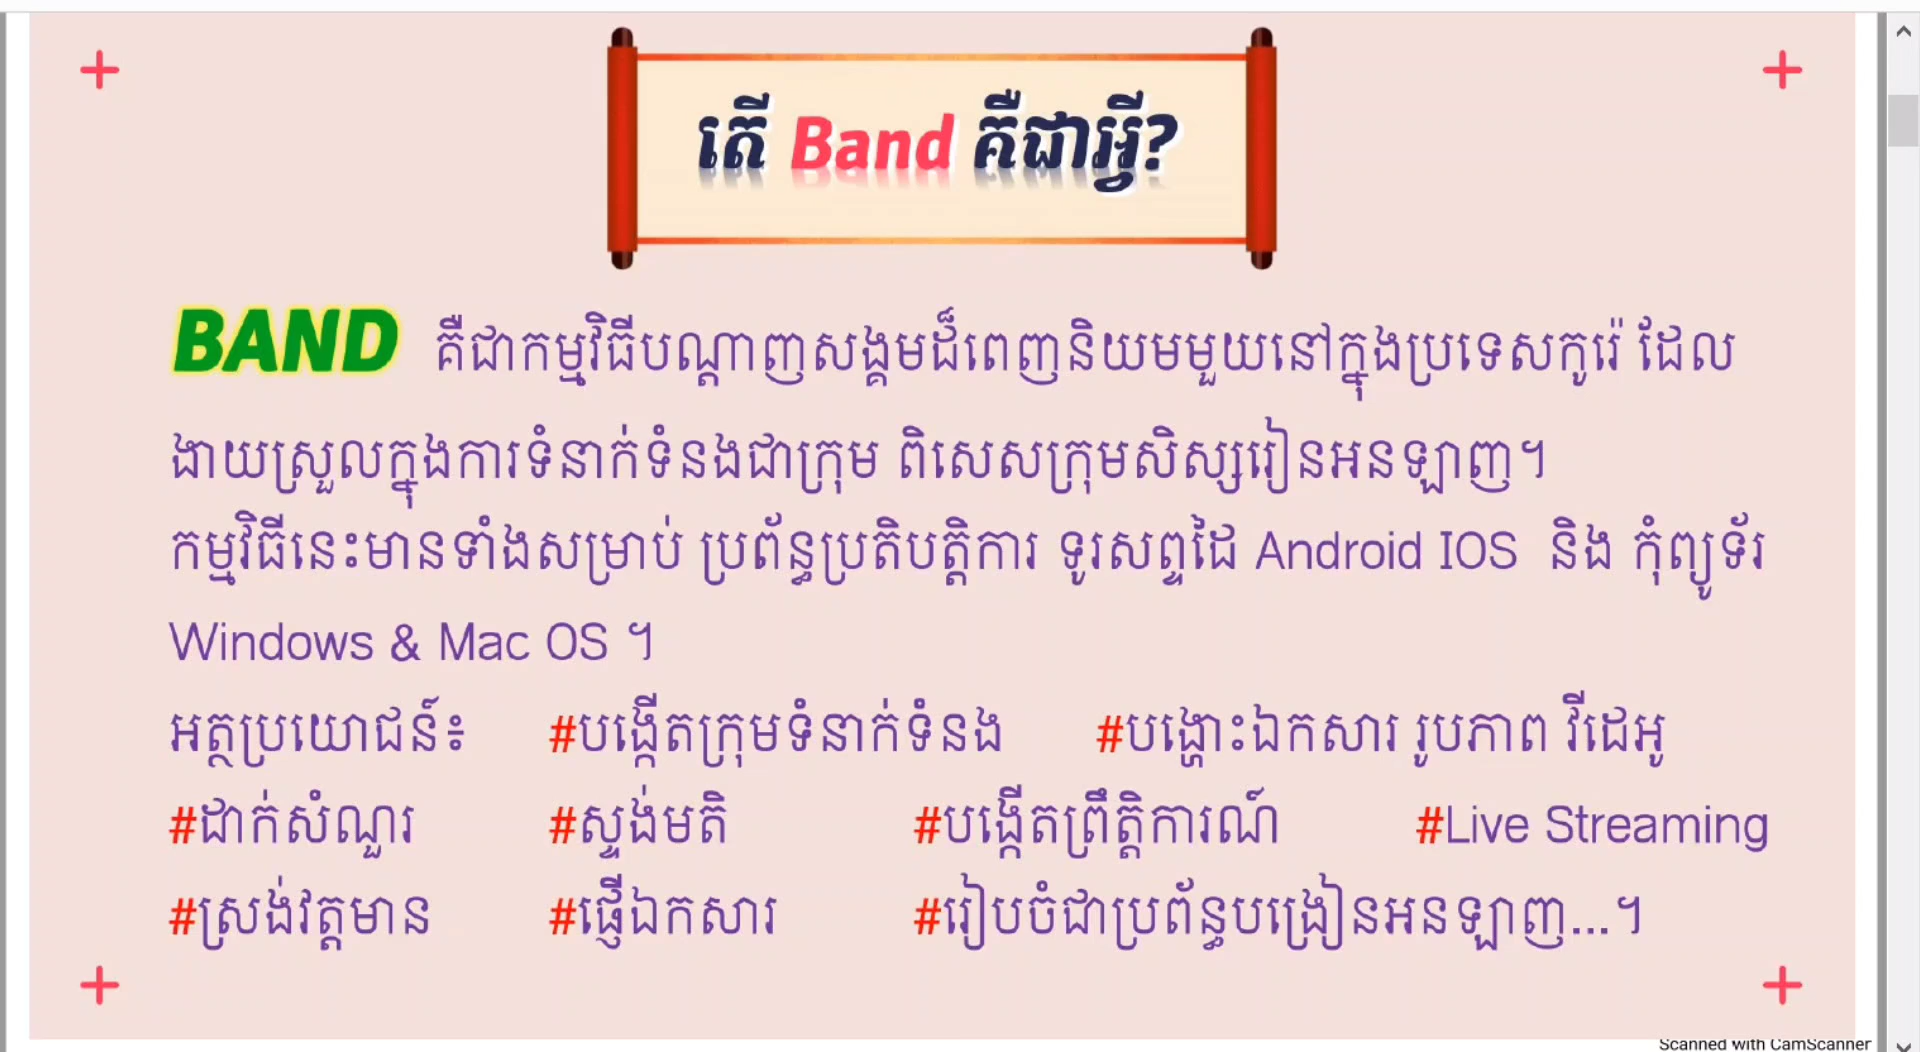 តើ Band គឺជាអ្វី?
BAND គឺជាកម្មវិធីបណ្តាញសង្គមដ៏ពេញនិយមមួយនៅក្នុងប្រទេសកូរ៉េ ដែល
ងាយស្រួលក្នុងការទំនាក់ទំនងជាក្រុម ពិសេសក្រុមសិស្សរៀនអនឡាញ។
កម្មវិធីនេះមានទាំងសម្រាប់ ប្រព័ន្ធប្រតិបត្តិការ ទូរសព្ទដៃ Android IOS និង កុំព្យូទ័រ
Windows & Mac OS ។
អត្ថប្រយោជន៍៖ #បង្កើតក្រុមទំនាក់ទំនង #បង្ហោះឯកសារ រូបភាព វីដេអូ
#ដាក់សំណួរ #ស្ទង់មតិ #បង្កើតព្រឹត្តិការណ៍ #Live Streaming
#ស្រង់វត្តមាន #ផ្ញើឯកសារ #រៀបចំជាប្រព័ន្ធបង្រៀនអនឡាញ...។
Scanned with CamScanner